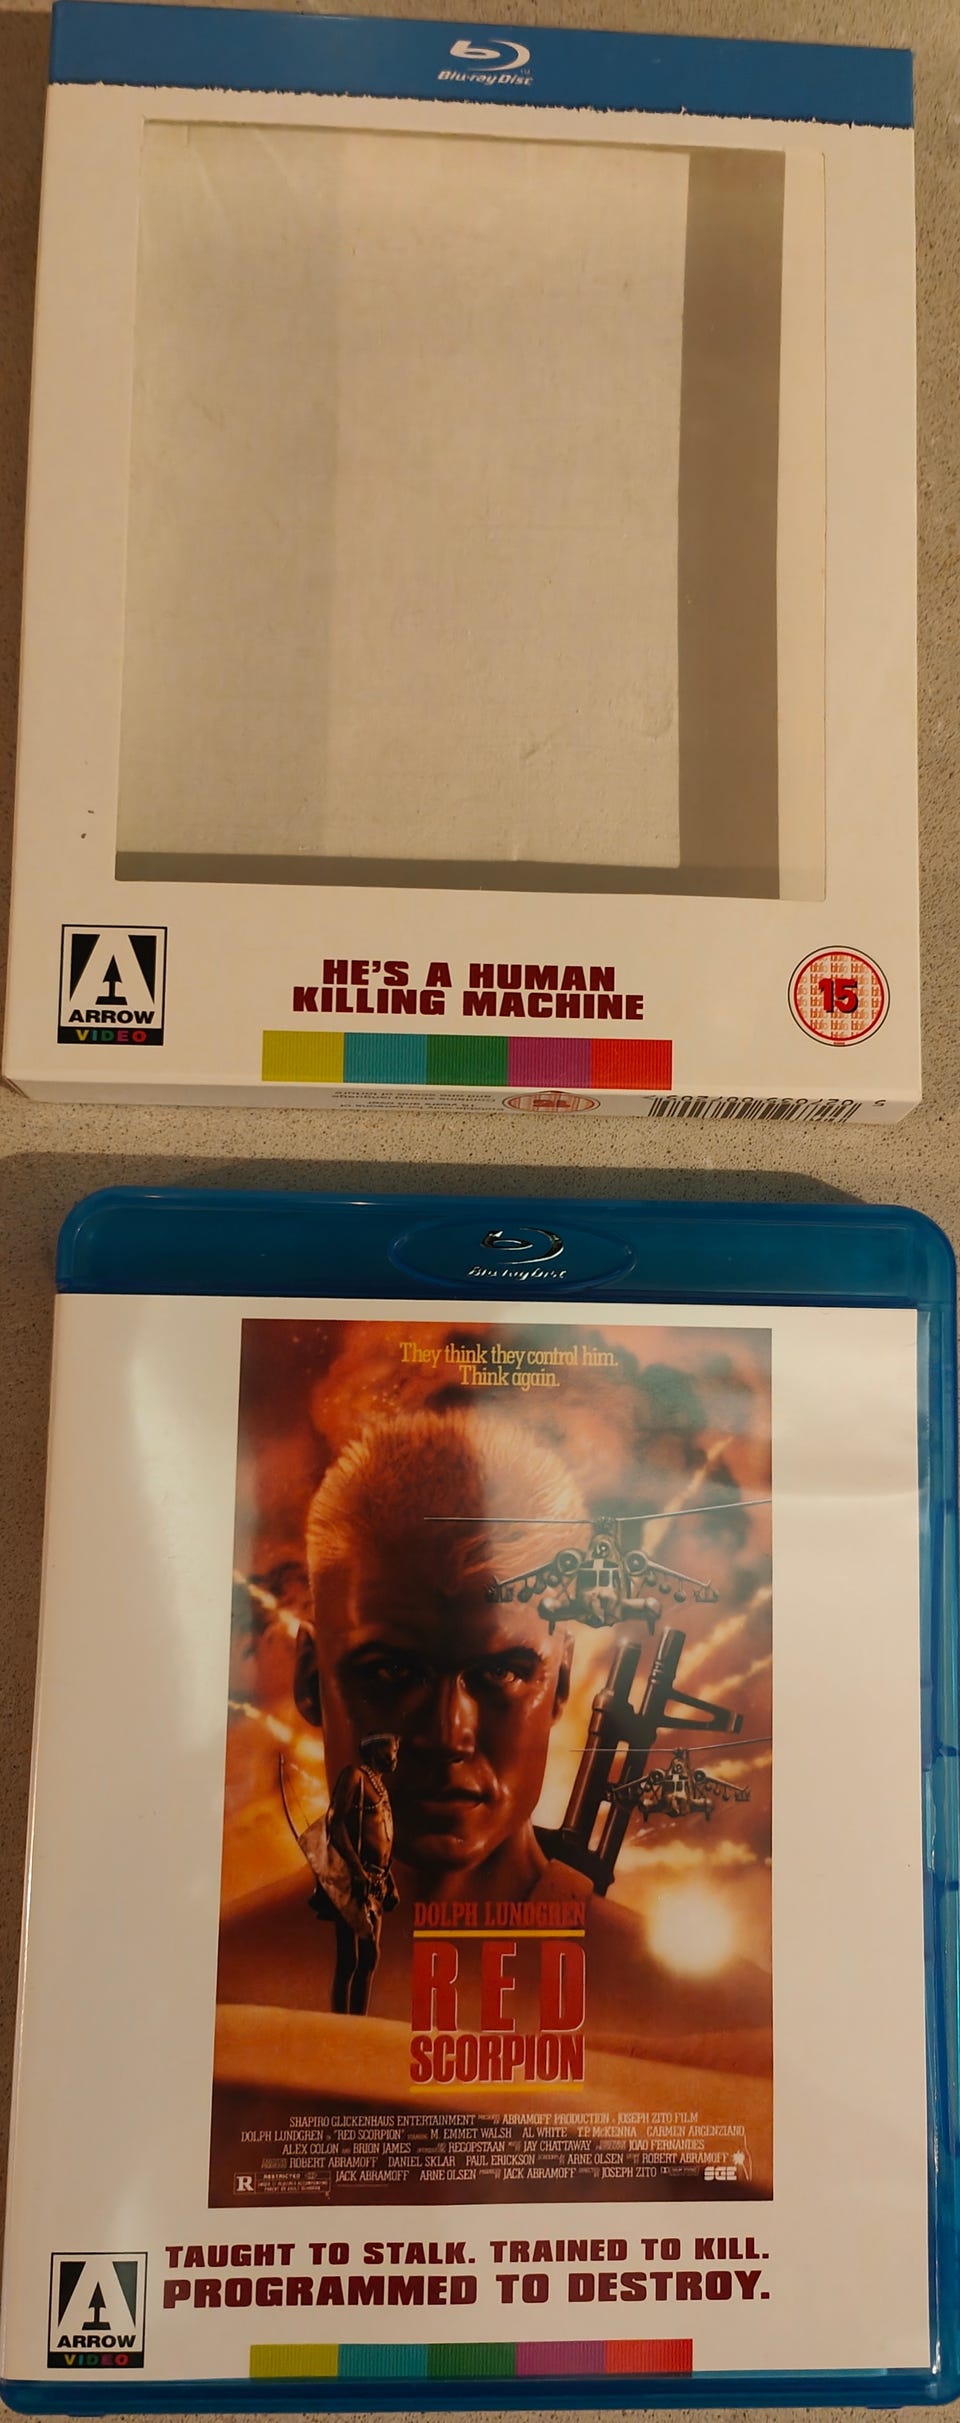 Blu-ray Disc
ARROW
VIDEO
HE'S A HUMAN
KILLING MACHINE
15
Blu-ray Disc
They think they control him.
Think again.
DOLPH LUNDGREN
RED
SCORPION
SHAPIRO GLICKENHAUS ENTERTAINMENT ABRAMOFF PRODUCTION A JOSEPH ZITO FILM
DOLPH LUNDGREN IN "RED SCORPION" M. EMMET WALSH AL WHITE T.P. McKENNA CARMEN ARGENZIANO
ALEX COLON AND BRION JAMES REGOPSTAAN JAY CHATTAWAY JOAO FERNANDES
ROBERT ABRAMOFF DANIEL SKLAR PAUL ERICKSON ARNE OLSEN ROBERT ABRAMOFF
R RESTRICTED JACK ABRAMOFF ARNE OLSEN JACK ABRAMOFF JOSEPH ZITO SGE
TAUGHT TO STALK. TRAINED TO KILL.
PROGRAMMED TO DESTROY.
ARROW
VIDEO